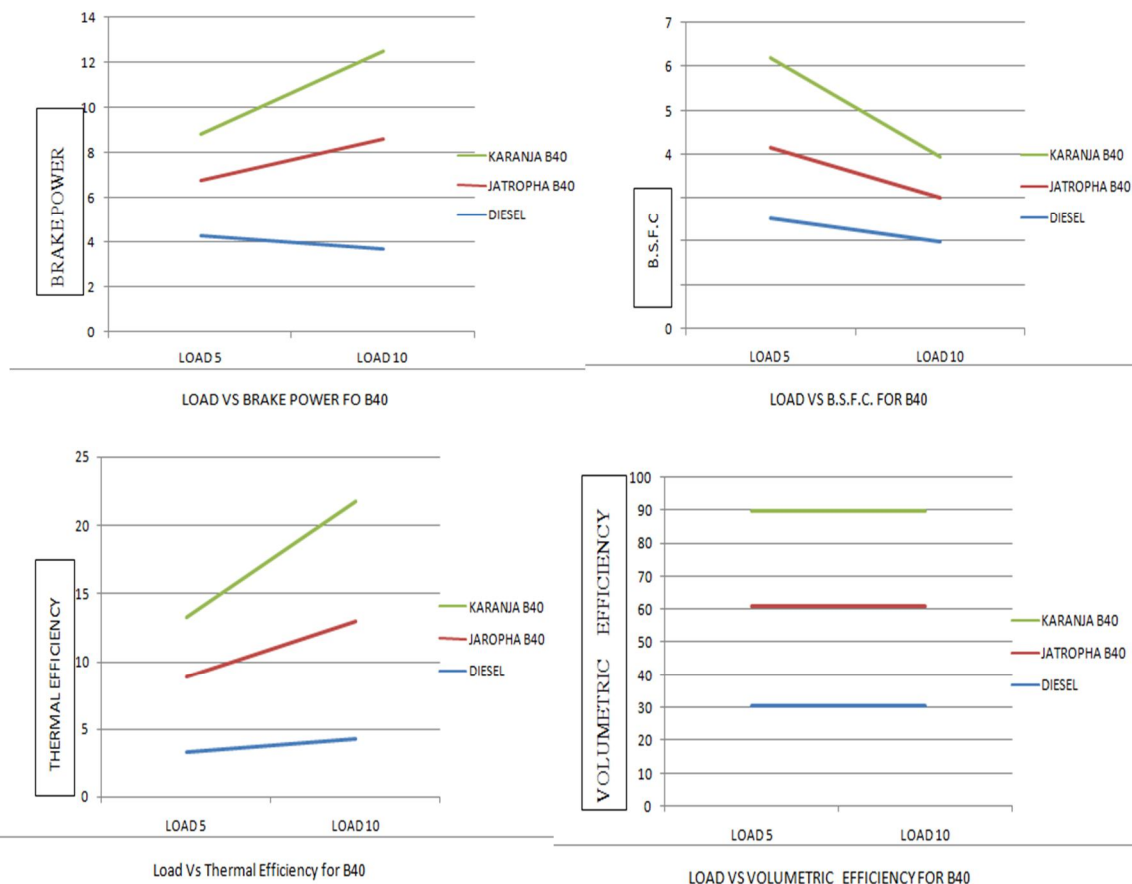 14
12
10
8
6
4
2
0
BRAKE POWER
KARANJA B40
JATROPHA B40
DIESEL
LOAD 5 LOAD 10
LOAD VS BRAKE POWER FO B40
7
6
5
4
0
B.S.F.C
KARANJA B40
JATROPHA B40
DIESEL
LOAD 5 LOAD 10
LOAD VS B.S.F.C. FOR B40
25
20
15
10
5
0
THERMAL EFFICIENCY
KARANJA B40
JAROPHA B40
DIESEL
LOAD 5 LOAD 10
Load Vs Thermal Efficiency for B40
100
90
80
70
60
50
40
30
20
10
0
VOLUMETRIC EFFICIENCY
KARANJA B40
JATROPHA B40
DIESEL
LOAD 5 LOAD 10
LOAD VS VOLUMETRIC EFFICIENCY FOR B40